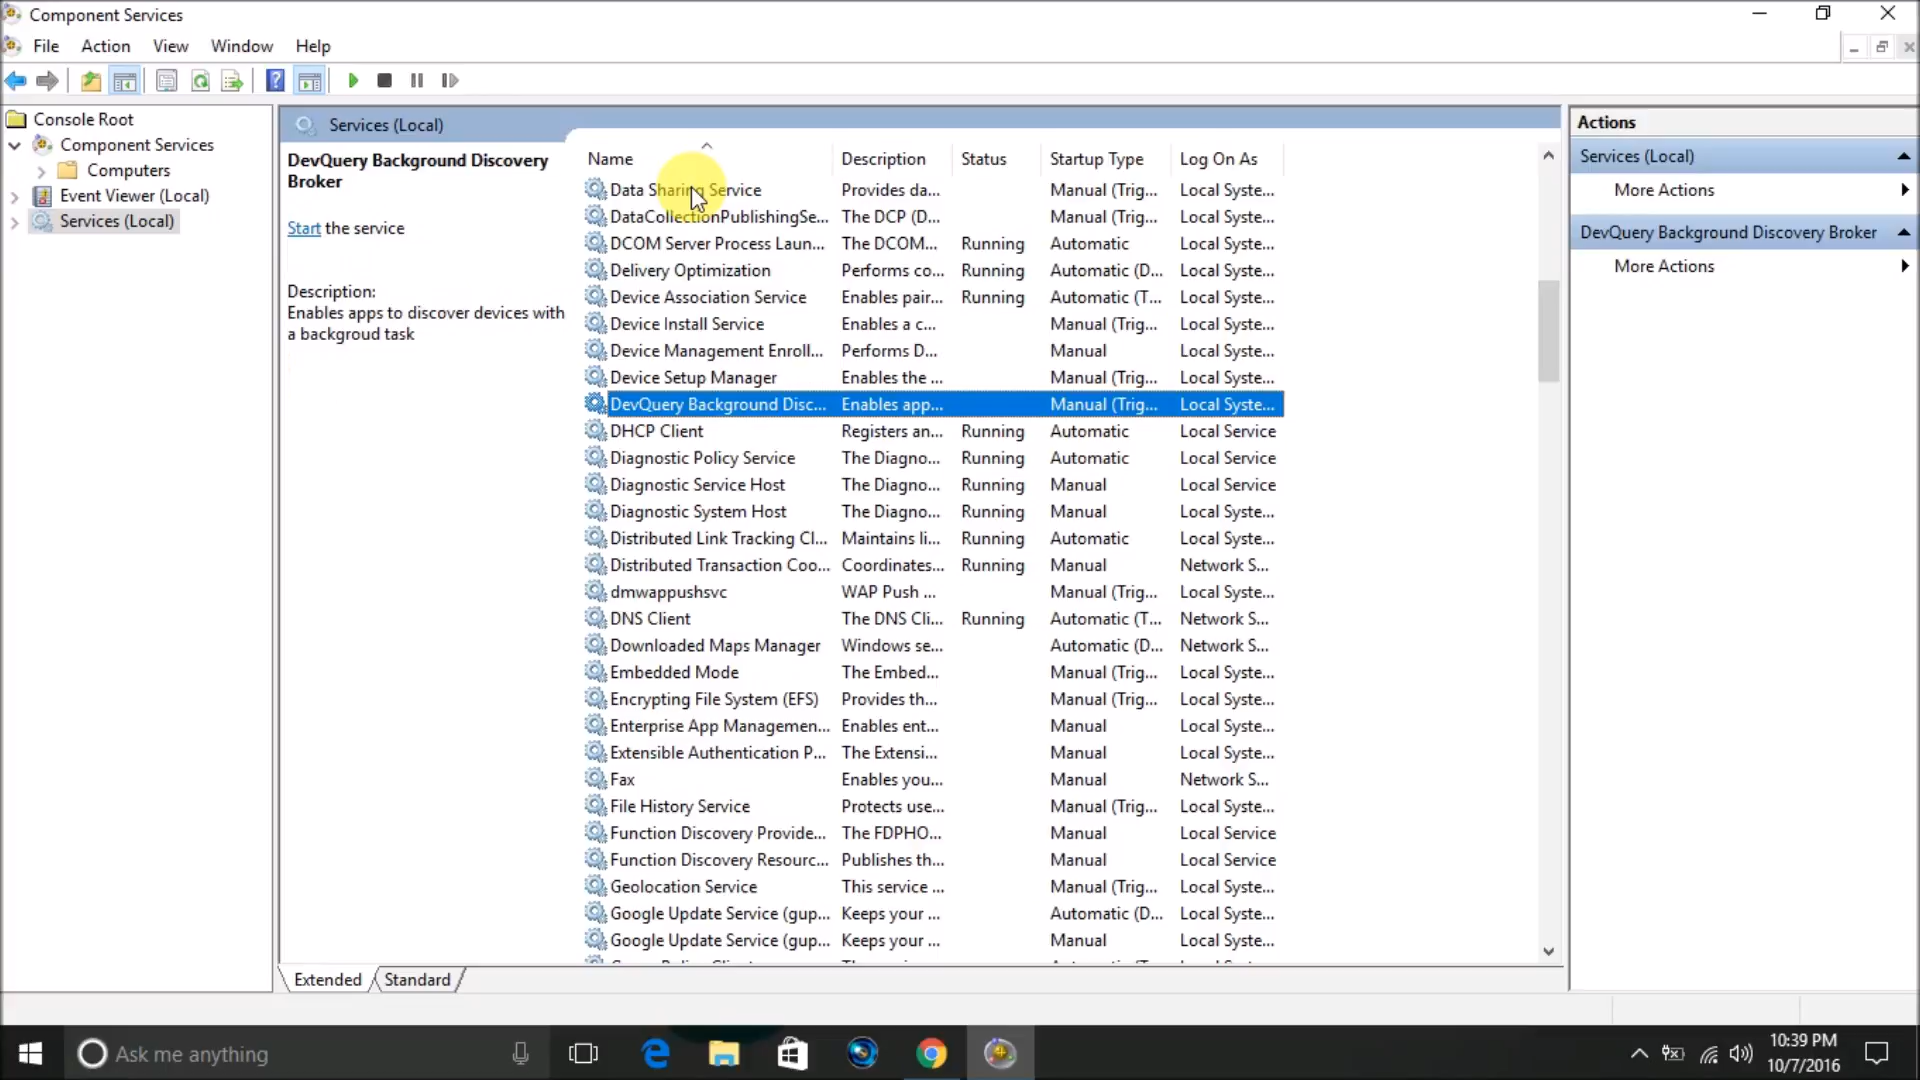 Component Services
File Action View Window Help
Console Root
Component Services
Computers
Event Viewer (Local)
Services (Local)
Services (Local)
DevQuery Background Discovery
Broker
Start the service
Description:
Enables apps to discover devices with
a backgroud task
Name Description Status Startup Type Log On As
Data Sharing Service Provides da... Manual (Trig... Local Syste...
DataCollectionPublishingSe... The DCP (D... Manual (Trig... Local Syste...
DCOM Server Process Laun... The DCOM... Running Automatic Local Syste...
Delivery Optimization Performs co... Running Automatic (D... Local Syste...
Device Association Service Enables pair... Running Automatic (T... Local Syste...
Device Install Service Enables a c... Manual (Trig... Local Syste...
Device Management Enroll... Performs D... Manual Local Syste...
Device Setup Manager Enables the ... Manual (Trig... Local Syste...
DevQuery Background Disc... Enables app... Manual (Trig... Local Syste...
DHCP Client Registers an... Running Automatic Local Service
Diagnostic Policy Service The Diagno... Running Automatic Local Service
Diagnostic Service Host The Diagno... Running Manual Local Service
Diagnostic System Host The Diagno... Running Manual Local Syste...
Distributed Link Tracking Cl... Maintains li... Running Automatic Local Syste...
Distributed Transaction Coo... Coordinates... Running Manual Network S...
dmwappushsvc WAP Push ... Manual (Trig... Local Syste...
DNS Client The DNS Cli... Running Automatic (T... Network S...
Downloaded Maps Manager Windows se... Automatic (D... Network S...
Embedded Mode The Embed... Manual (Trig... Local Syste...
Encrypting File System (EFS) Provides th... Manual (Trig... Local Syste...
Enterprise App Managemen... Enables ent... Manual Local Syste...
Extensible Authentication P... The Extensi... Manual Local Syste...
Fax Enables you... Manual Network S...
File History Service Protects use... Manual (Trig... Local Syste...
Function Discovery Provide... The FDPHO... Manual Local Service
Function Discovery Resourc... Publishes th... Manual Local Service
Geolocation Service This service ... Manual (Trig... Local Syste...
Google Update Service (gup... Keeps your ... Automatic (D... Local Syste...
Google Update Service (gup... Keeps your ... Manual Local Syste...
Extended Standard
Actions
Services (Local)
More Actions
DevQuery Background Discovery Broker
More Actions
Ask me anything
10:39 PM
10/7/2016